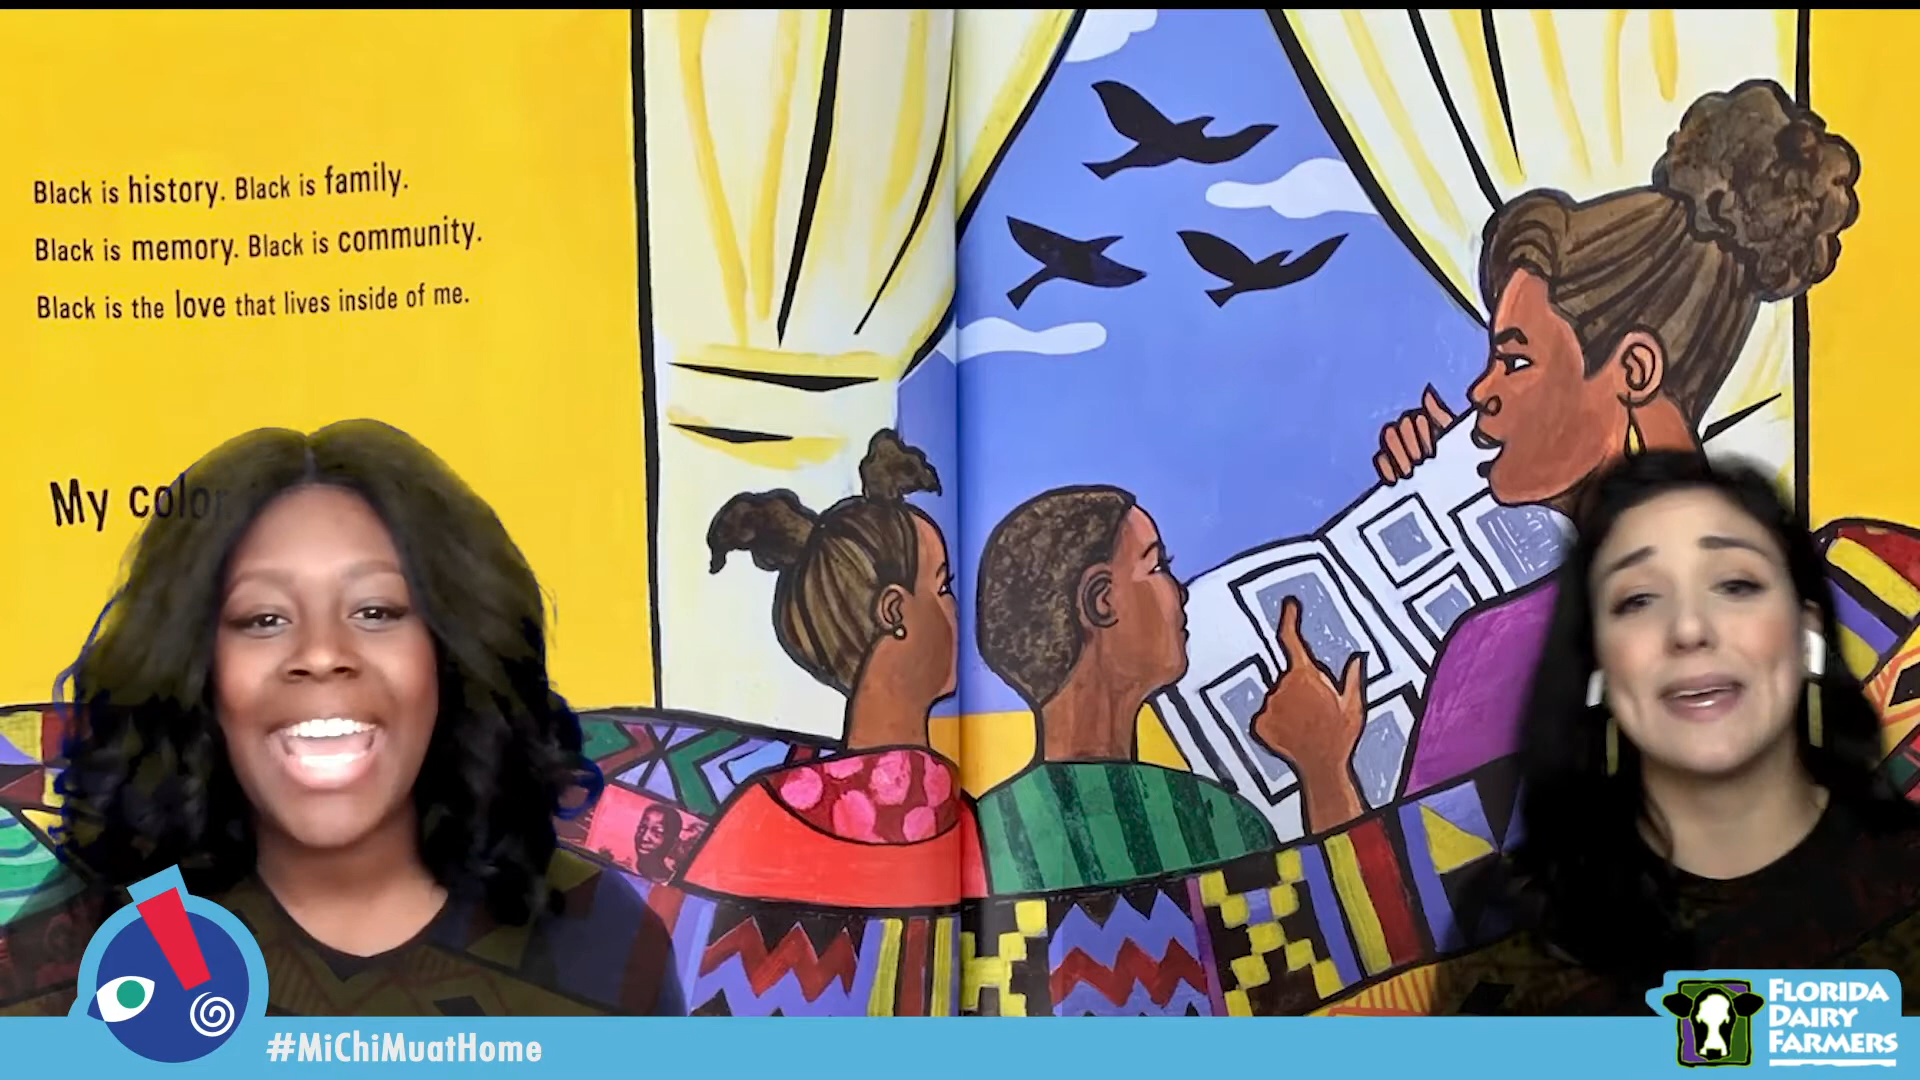 Black is history. Black is family.
Black is memory. Black is community.
Black is the love that lives inside of me.
My color
#MiChiMuatHome
FLORIDA
DAIRY
FARMERS